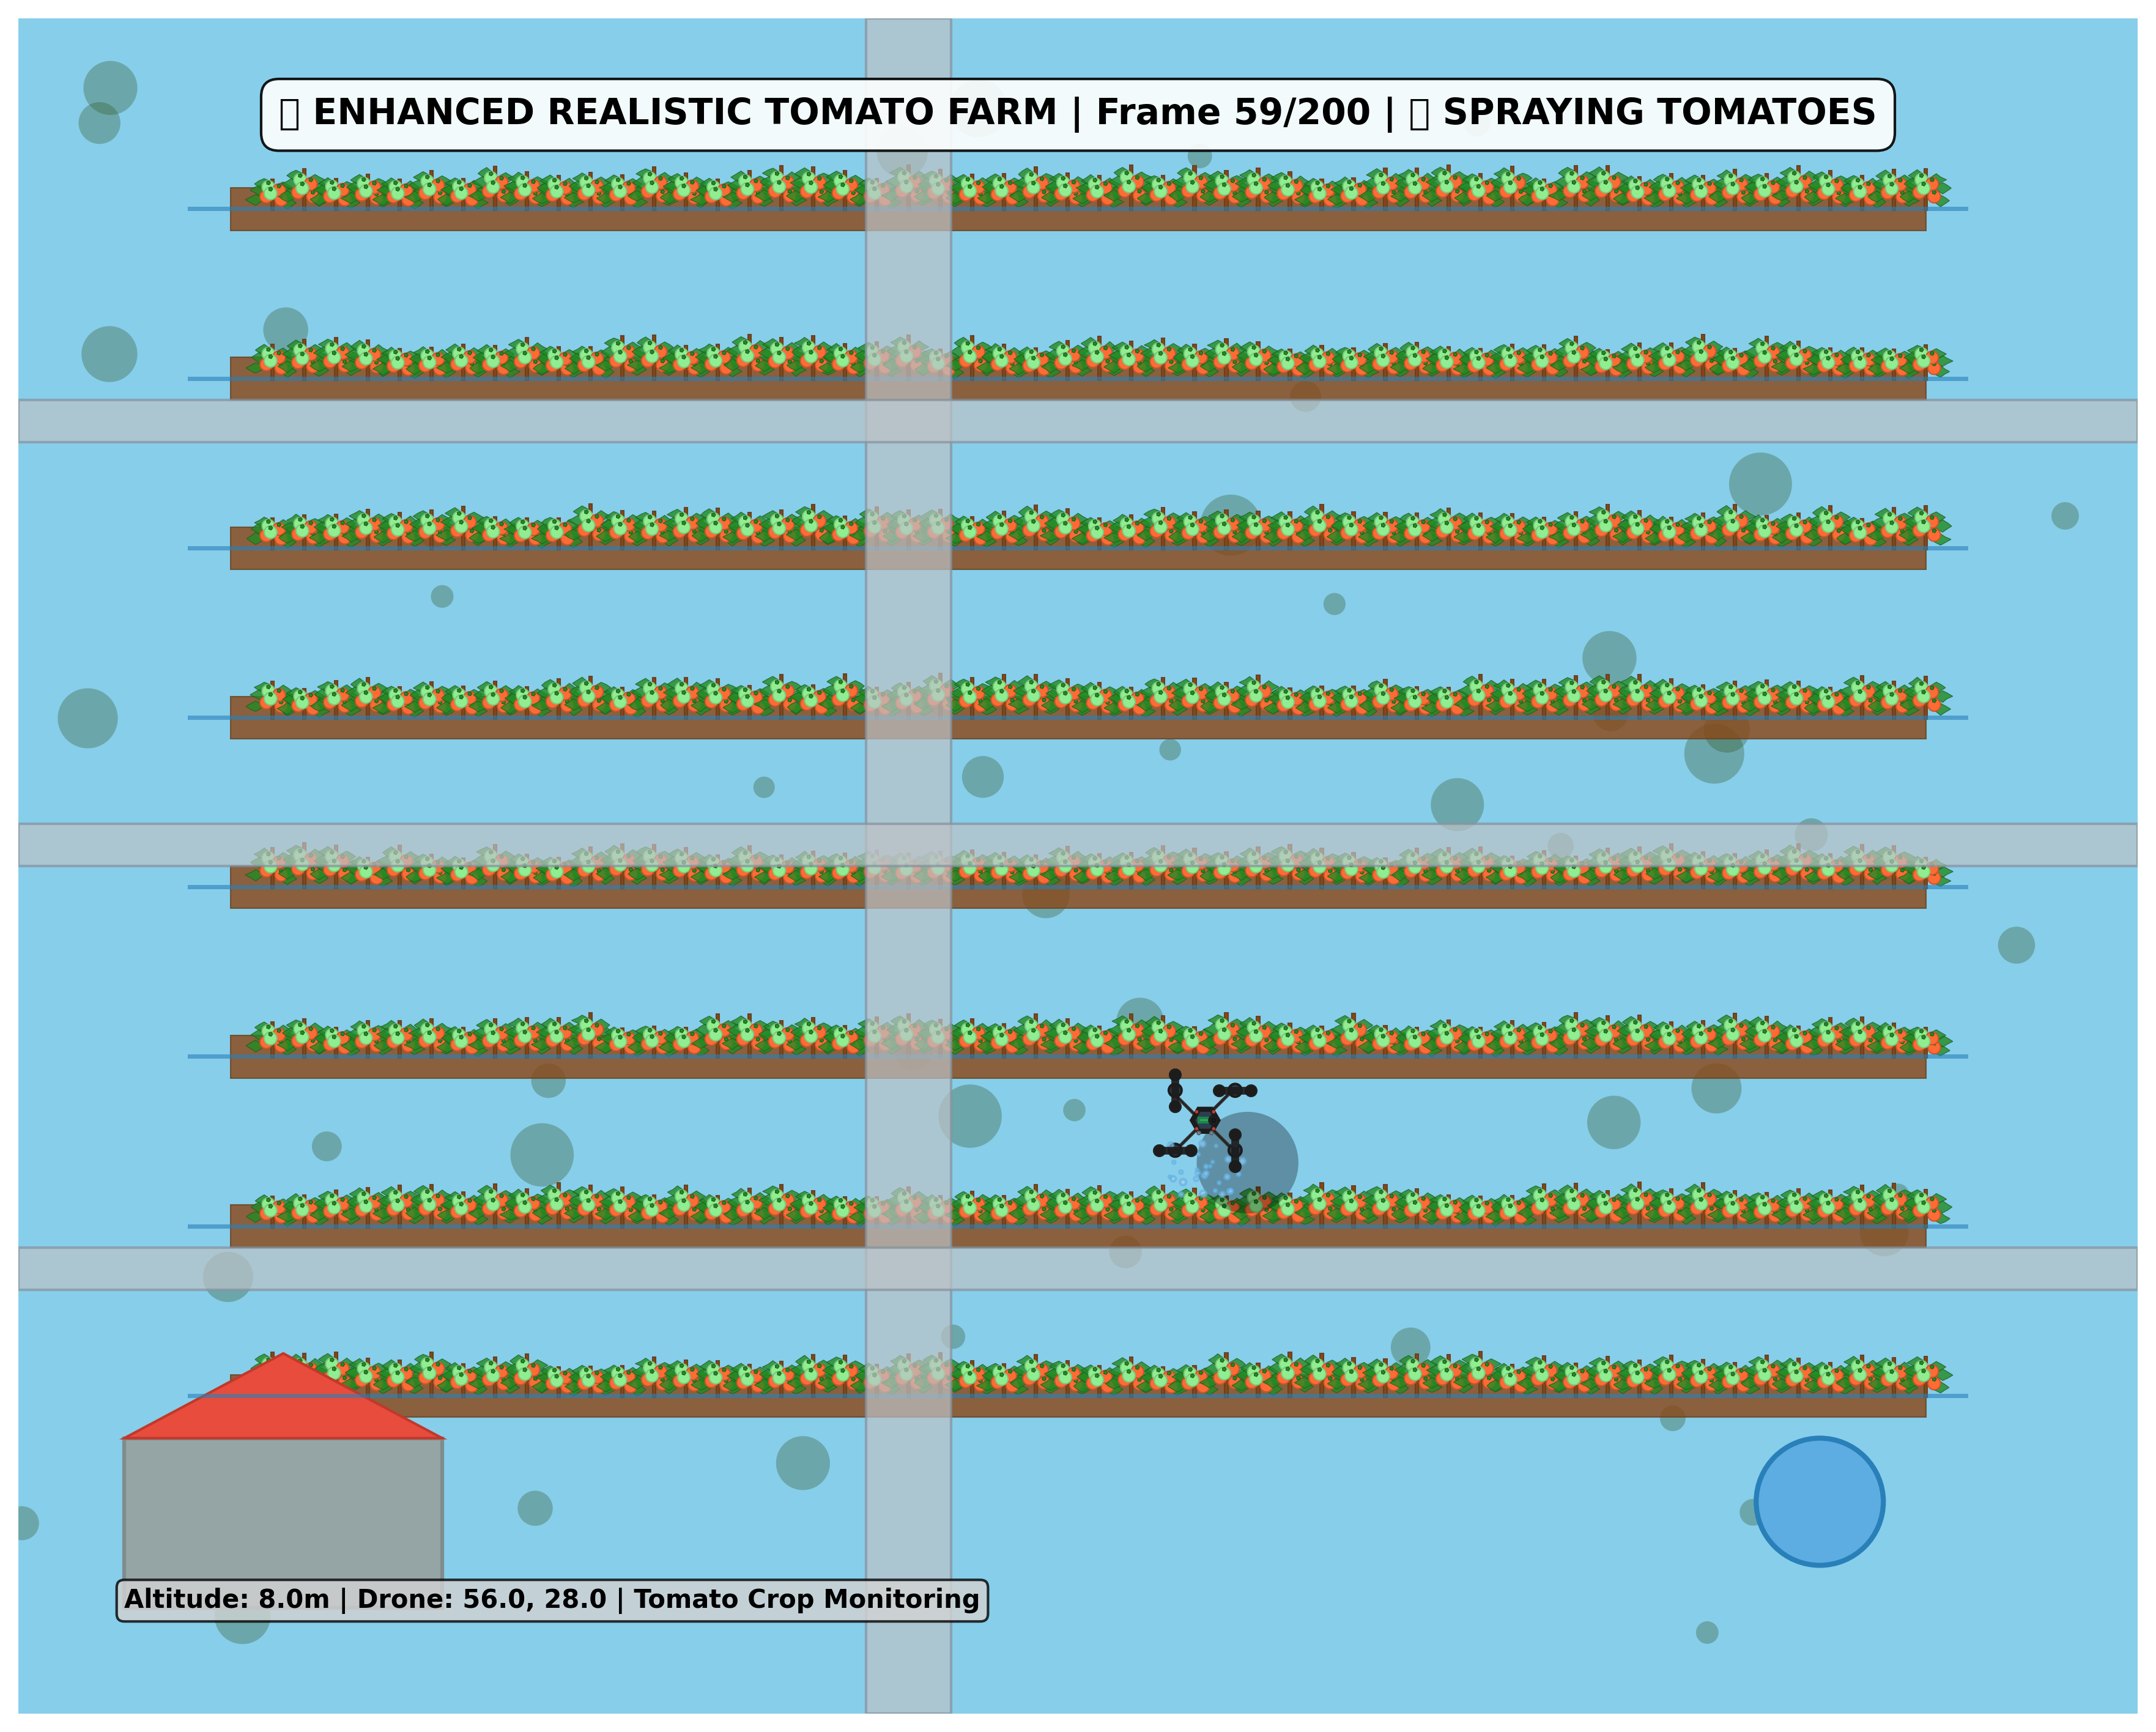 ▯ ENHANCED REALISTIC TOMATO FARM | Frame 59/200 | ▯ SPRAYING TOMATOES
Altitude: 8.0m | Drone: 56.0, 28.0 | Tomato Crop Monitoring